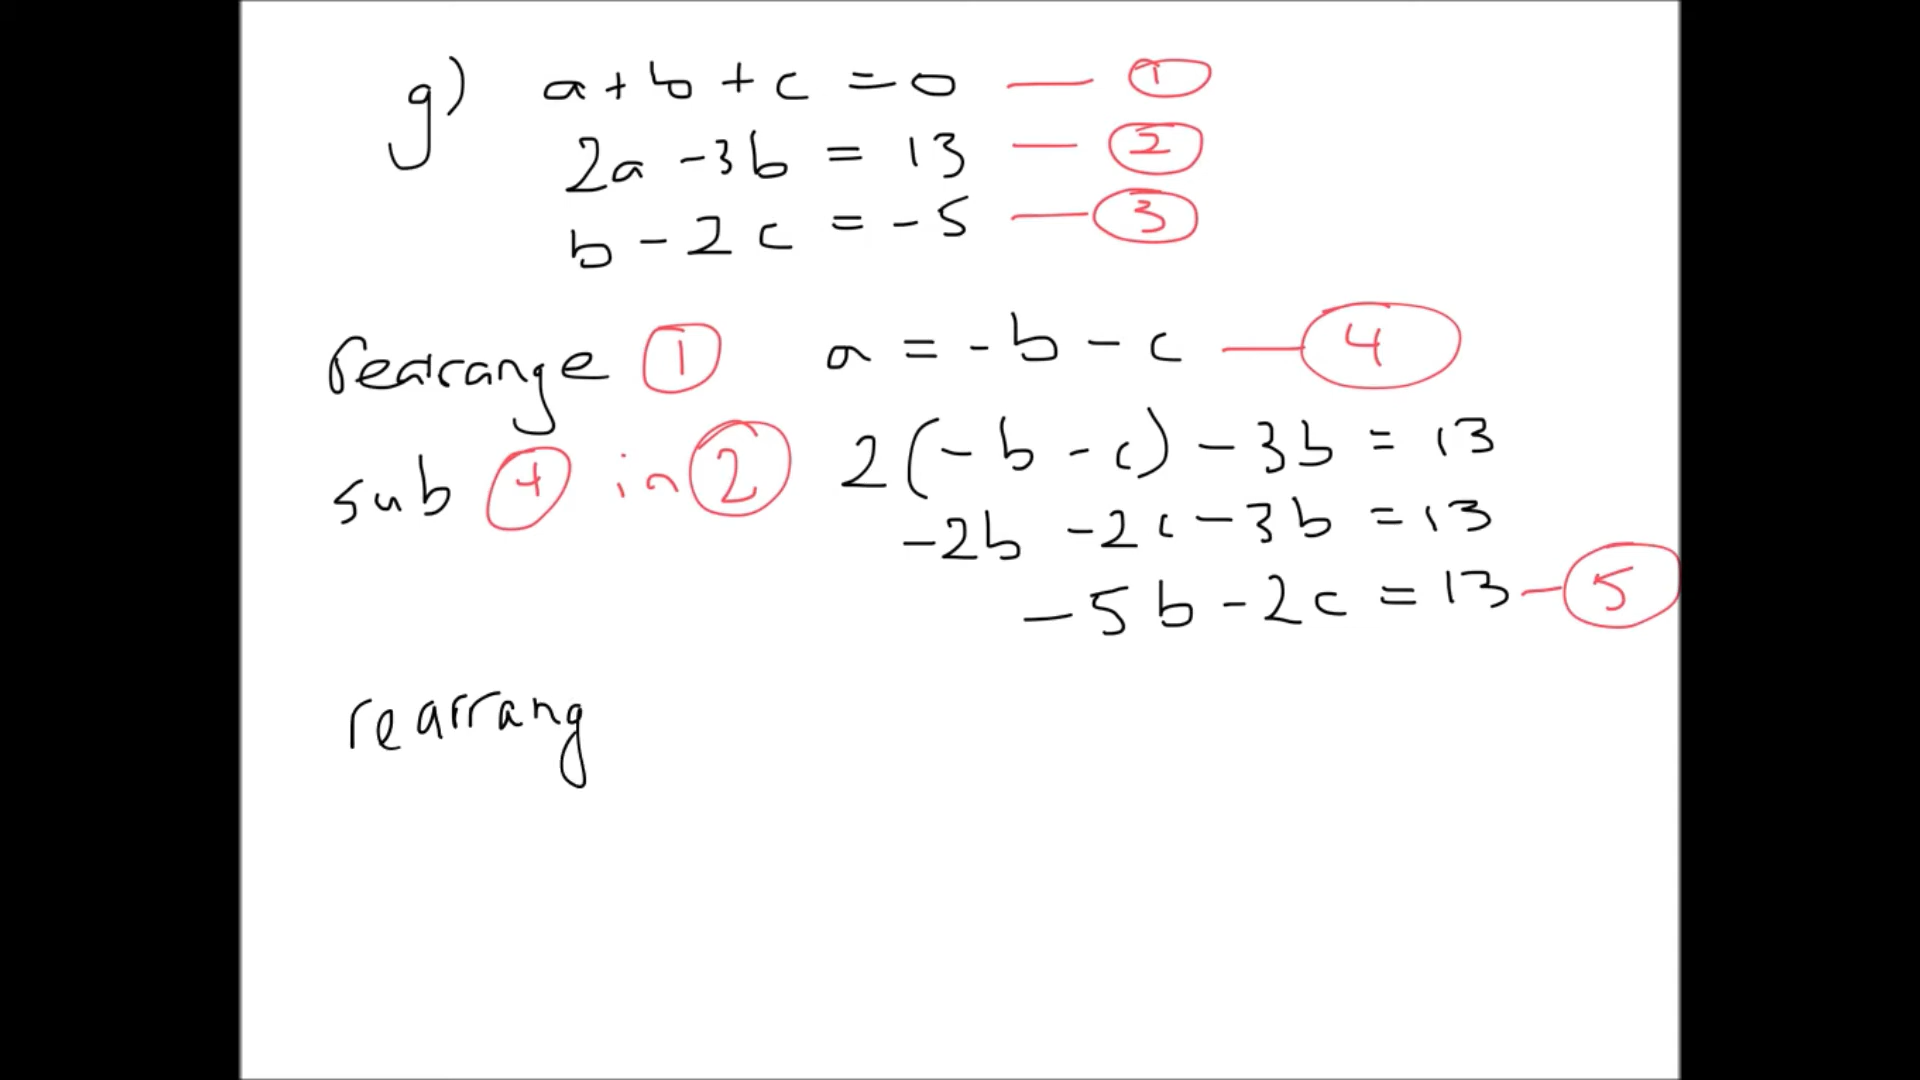 g) a + b + c = 0 — ①
2a - 3b = 13 — ②
b - 2c = -5 — ③
rearange ① a = -b - c — ④
sub ④ in ② 2(-b - c) - 3b = 13
-2b - 2c - 3b = 13
-5b - 2c = 13 - ⑤
rearrang